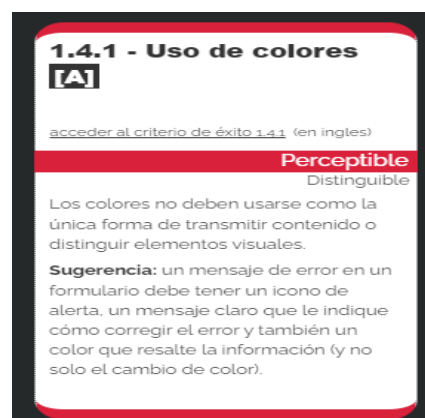 1.4.1 - Uso de colores
[A]
acceder al criterio de éxito 1.4.1 (en ingles)
Perceptible
Distinguible
Los colores no deben usarse como la
única forma de transmitir contenido o
distinguir elementos visuales.
Sugerencia: un mensaje de error en un
formulario debe tener un icono de
alerta, un mensaje claro que le indique
cómo corregir el error y también un
color que resalte la información (y no
solo el cambio de color).